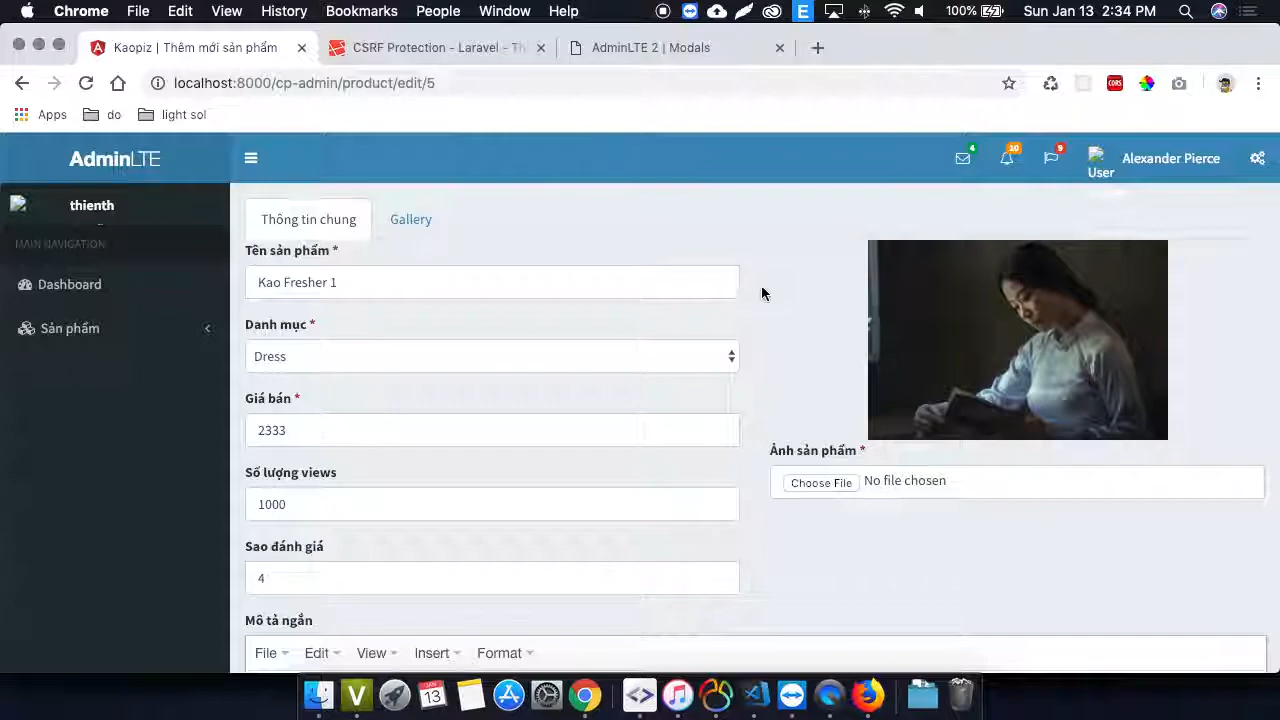 Chrome File Edit View History Bookmarks People Window Help 100% Sun Jan 13 2:34 PM
Kaopiz | Thêm mới sản phẩm CSRF Protection - Laravel - Th AdminLTE 2 | Modals
localhost:8000/cp-admin/product/edit/5
Apps do light sol
AdminLTE 4 10 9 User Alexander Pierce
thienth
MAIN NAVIGATION
Dashboard
Sản phẩm
Thông tin chung Gallery
Tên sản phẩm *
Kao Fresher 1
Danh mục *
Dress
Giá bán *
2333
Ảnh sản phẩm *
Choose File No file chosen
Số lượng views
1000
Sao đánh giá
4
Mô tả ngắn
File Edit View Insert Format